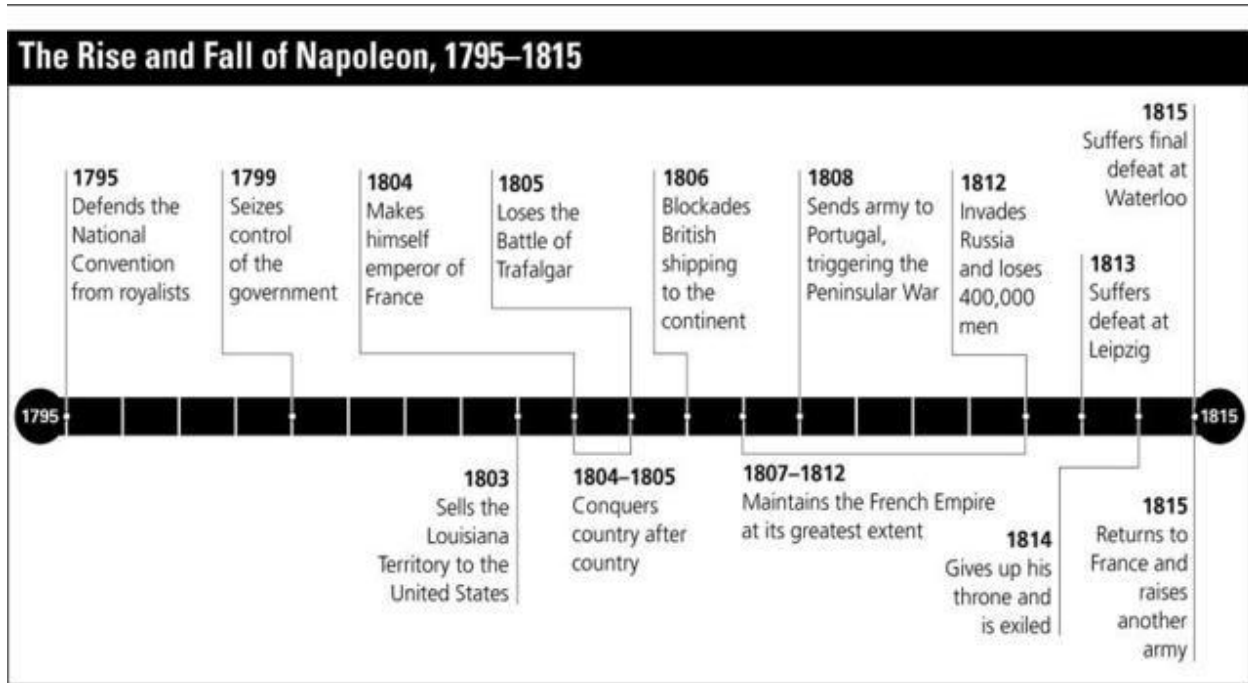 The Rise and Fall of Napoleon, 1795–1815
1795
Defends the
National
Convention
from royalists
1799
Seizes
control
of the
government
1804
Makes
himself
emperor of
France
1805
Loses the
Battle of
Trafalgar
1806
Blockades
British
shipping
to the
continent
1808
Sends army to
Portugal,
triggering the
Peninsular War
1812
Invades
Russia
and loses
400,000
men
1813
Suffers
defeat at
Leipzig
1815
Suffers final
defeat at
Waterloo
1795
1815
1803
Sells the
Louisiana
Territory to the
United States
1804–1805
Conquers
country after
country
1807–1812
Maintains the French Empire
at its greatest extent
1814
Gives up his
throne and
is exiled
1815
Returns to
France and
raises
another
army